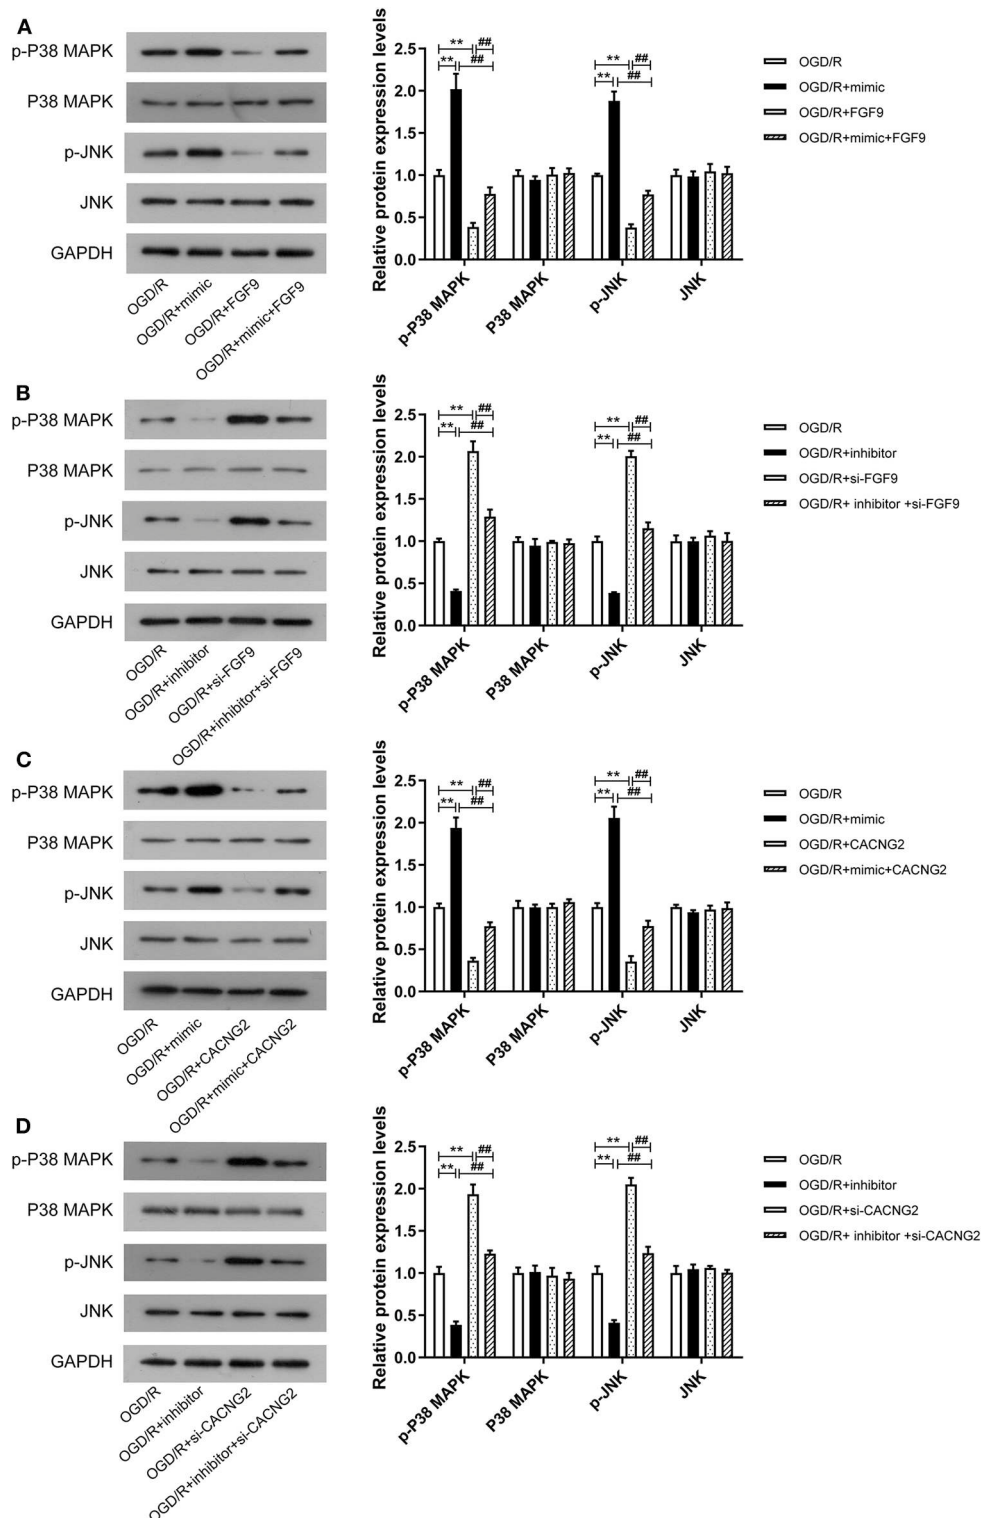 A
p-P38 MAPK
P38 MAPK
p-JNK
JNK
GAPDH
OGD/R
OGD/R+mimic
OGD/R+FGF9
OGD/R+mimic+FGF9
Relative protein expression levels
2.5
2.0
1.5
1.0
0.5
0.0
** ##
** ##
** ##
** ##
p-P38 MAPK
P38 MAPK
p-JNK
JNK
OGD/R
OGD/R+mimic
OGD/R+FGF9
OGD/R+mimic+FGF9
B
p-P38 MAPK
P38 MAPK
p-JNK
JNK
GAPDH
OGD/R
OGD/R+inhibitor
OGD/R+si-FGF9
OGD/R+inhibitor+si-FGF9
Relative protein expression levels
2.5
2.0
1.5
1.0
0.5
0.0
** ##
** ##
** ##
** ##
p-P38 MAPK
P38 MAPK
p-JNK
JNK
OGD/R
OGD/R+inhibitor
OGD/R+si-FGF9
OGD/R+ inhibitor +si-FGF9
C
p-P38 MAPK
P38 MAPK
p-JNK
JNK
GAPDH
OGD/R
OGD/R+mimic
OGD/R+CACNG2
OGD/R+mimic+CACNG2
Relative protein expression levels
2.5
2.0
1.5
1.0
0.5
0.0
** ##
** ##
** ##
** ##
p-P38 MAPK
P38 MAPK
p-JNK
JNK
OGD/R
OGD/R+mimic
OGD/R+CACNG2
OGD/R+mimic+CACNG2
D
p-P38 MAPK
P38 MAPK
p-JNK
JNK
GAPDH
OGD/R
OGD/R+inhibitor
OGD/R+si-CACNG2
OGD/R+inhibitor+si-CACNG2
Relative protein expression levels
2.5
2.0
1.5
1.0
0.5
0.0
** ##
** ##
** ##
** ##
p-P38 MAPK
P38 MAPK
p-JNK
JNK
OGD/R
OGD/R+inhibitor
OGD/R+si-CACNG2
OGD/R+ inhibitor +si-CACNG2